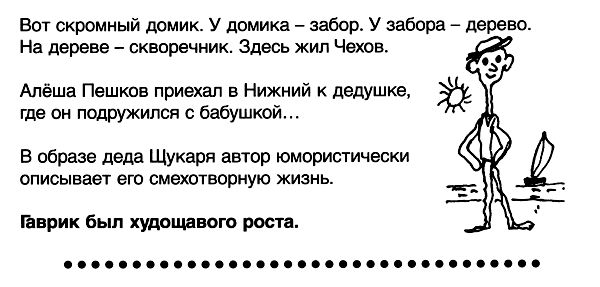 Вот скромный домик. У домика – забор. У забора – дерево.
На дереве – скворечник. Здесь жил Чехов.
Алёша Пешков приехал в Нижний к дедушке,
где он подружился с бабушкой…
В образе деда Щукаря автор юмористически
описывает его смехотворную жизнь.
Гаврик был худощавого роста.